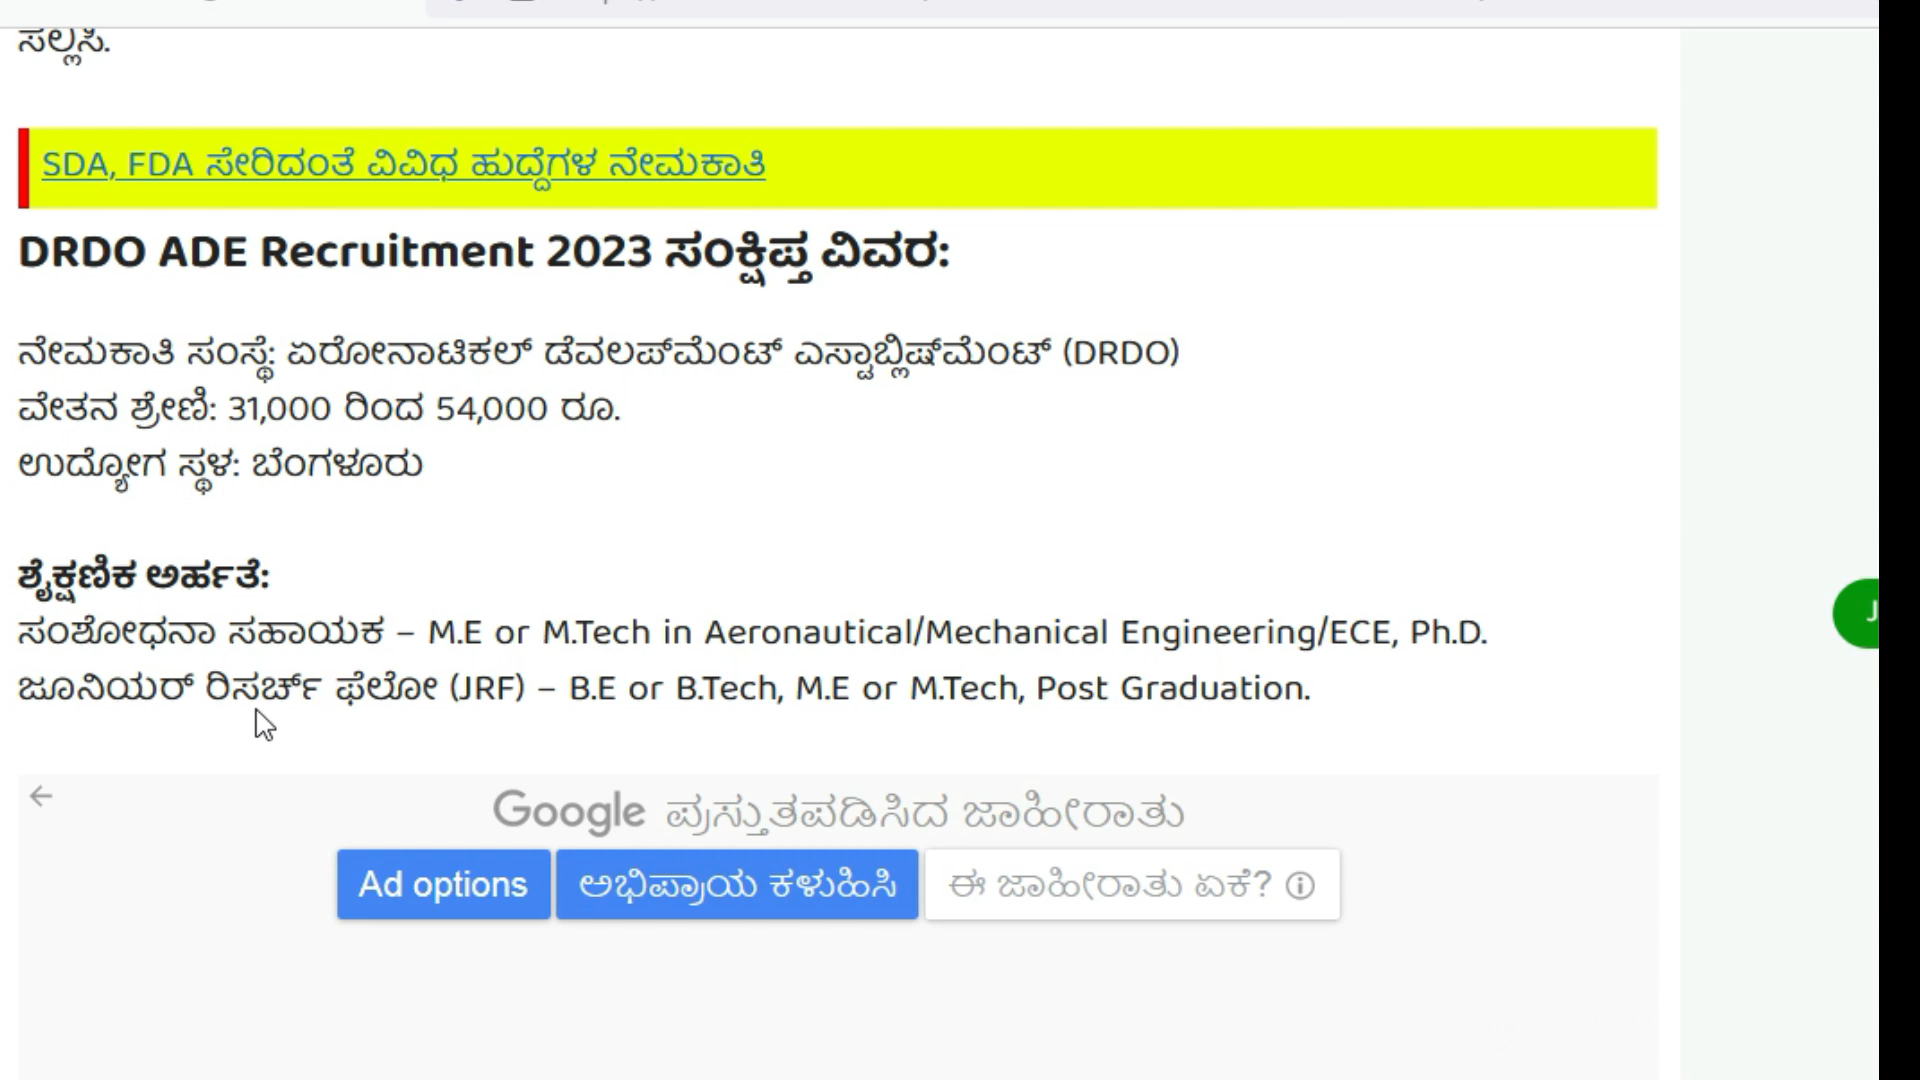 ಸಲ್ಲಿಸಿ.
SDA, FDA ಸೇರಿದಂತೆ ವಿವಿಧ ಹುದ್ದೆಗಳ ನೇಮಕಾತಿ
DRDO ADE Recruitment 2023 ಸಂಕ್ಷಿಪ್ತ ವಿವರ:
ನೇಮಕಾತಿ ಸಂಸ್ಥೆ: ಏರೋನಾಟಿಕಲ್ ಡೆವಲಪ್‌ಮೆಂಟ್ ಎಸ್ಟಾಬ್ಲಿಷ್‌ಮೆಂಟ್ (DRDO)
ವೇತನ ಶ್ರೇಣಿ: 31,000 ರಿಂದ 54,000 ರೂ.
ಉದ್ಯೋಗ ಸ್ಥಳ: ಬೆಂಗಳೂರು
ಶೈಕ್ಷಣಿಕ ಅರ್ಹತೆ:
ಸಂಶೋಧನಾ ಸಹಾಯಕ – M.E or M.Tech in Aeronautical/Mechanical Engineering/ECE, Ph.D.
ಜೂನಿಯರ್ ರಿಸರ್ಚ್ ಫೆಲೋ (JRF) – B.E or B.Tech, M.E or M.Tech, Post Graduation.
Google ಪ್ರಸ್ತುತಪಡಿಸಿದ ಜಾಹೀರಾತು
Ad options ಅಭಿಪ್ರಾಯ ಕಳುಹಿಸಿ ಈ ಜಾಹೀರಾತು ಏಕೆ?